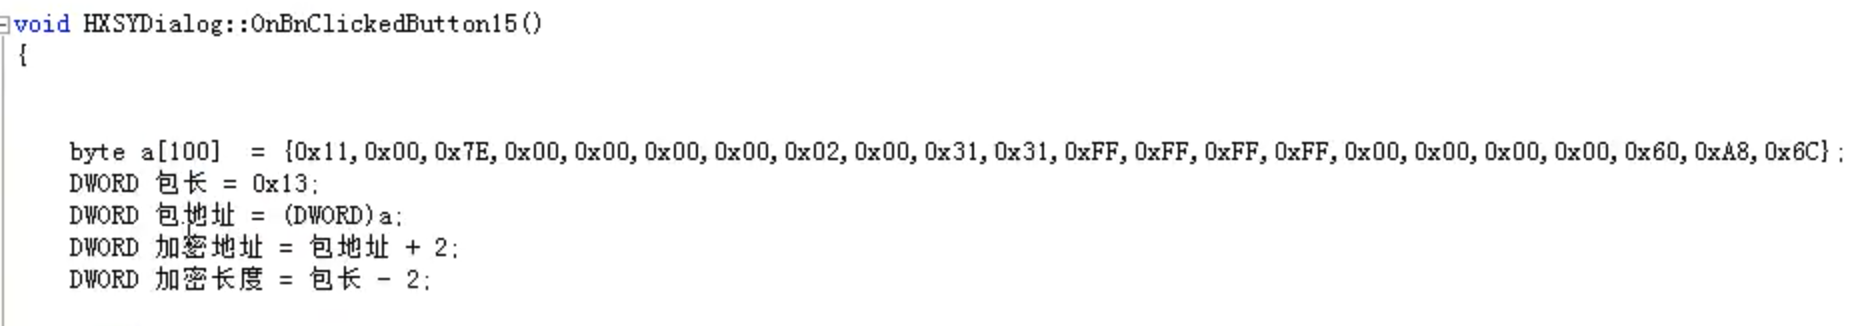 void HXSYDialog::OnBnClickedButton15()
{
byte a[100]  = {0x11,0x00,0x7E,0x00,0x00,0x00,0x00,0x02,0x00,0x31,0x31,0xFF,0xFF,0xFF,0xFF,0x00,0x00,0x00,0x00,0x60,0xA8,0x6C};
DWORD 包长 = 0x13;
DWORD 包地址 = (DWORD)a;
DWORD 加密地址 = 包地址 + 2;
DWORD 加密长度 = 包长 - 2;